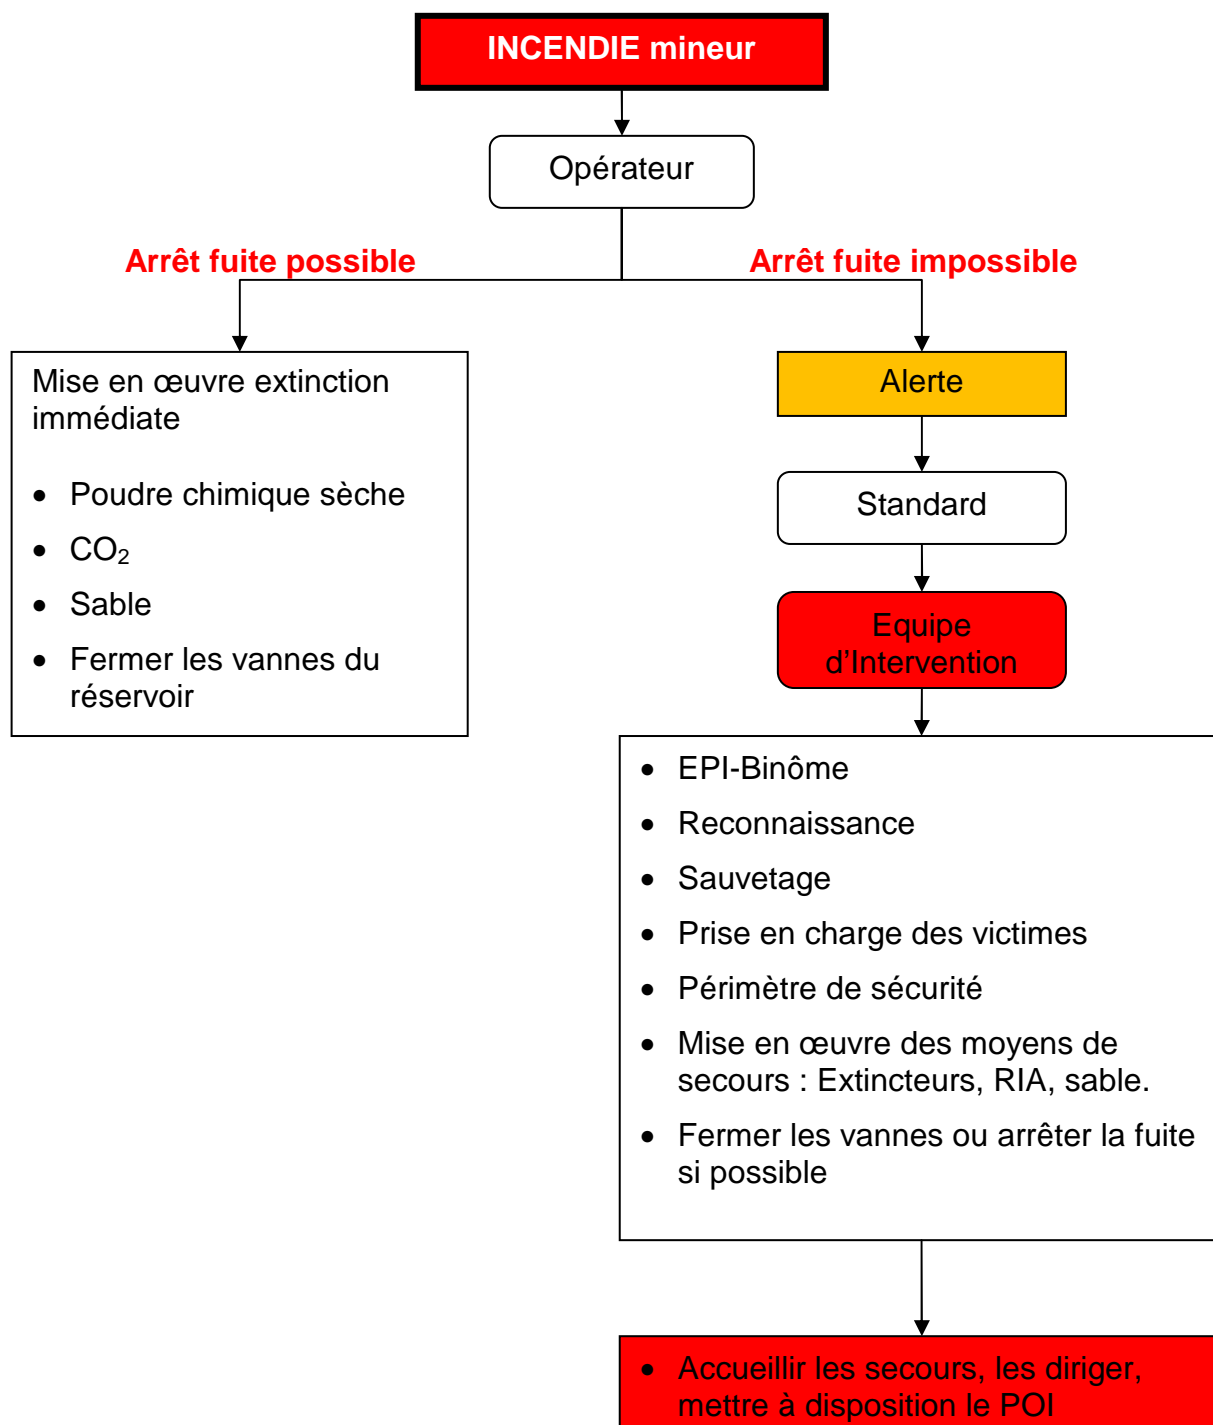 INCENDIE mineur
Opérateur
Arrêt fuite possible
Arrêt fuite impossible
Mise en œuvre extinction
immédiate
• Poudre chimique sèche
• CO₂
• Sable
• Fermer les vannes du
réservoir
Alerte
Standard
Equipe
d’Intervention
• EPI-Binôme
• Reconnaissance
• Sauvetage
• Prise en charge des victimes
• Périmètre de sécurité
• Mise en œuvre des moyens de
secours : Extincteurs, RIA, sable.
• Fermer les vannes ou arrêter la fuite
si possible
• Accueillir les secours, les diriger,
mettre à disposition le POI